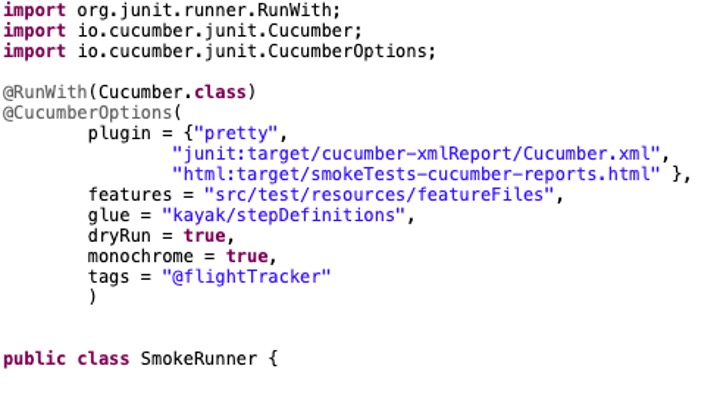 import org.junit.runner.RunWith;
import io.cucumber.junit.Cucumber;
import io.cucumber.junit.CucumberOptions;
@RunWith(Cucumber.class)
@CucumberOptions(
plugin = {"pretty",
"junit:target/cucumber-xmlReport/Cucumber.xml",
"html:target/smokeTests-cucumber-reports.html" },
features = "src/test/resources/featureFiles",
glue = "kayak/stepDefinitions",
dryRun = true,
monochrome = true,
tags = "@flightTracker"
)
public class SmokeRunner {